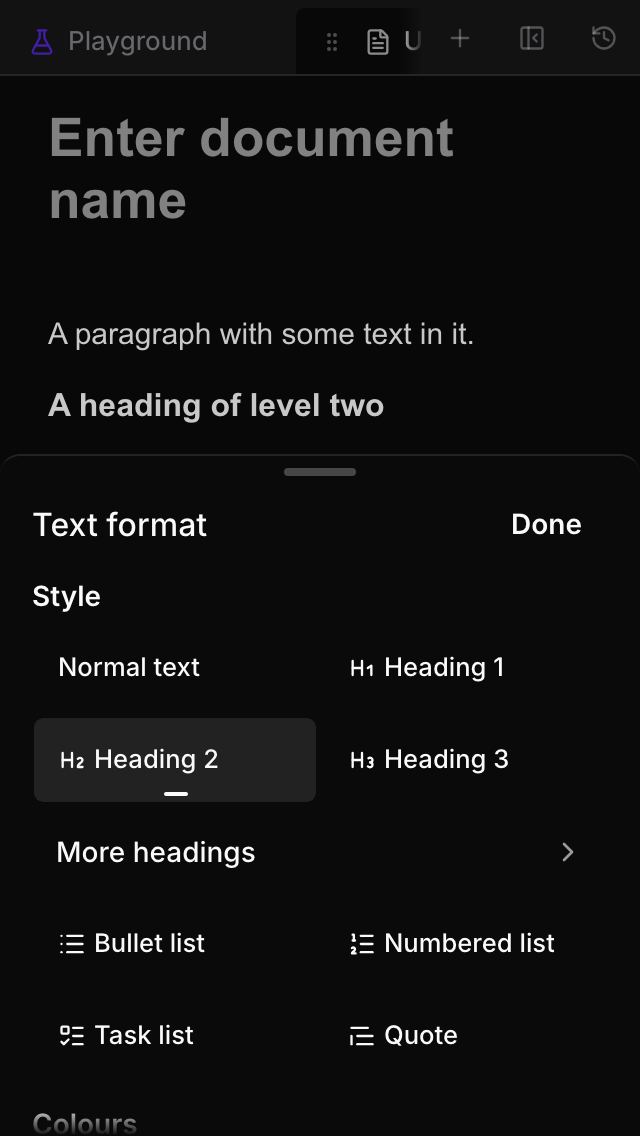 Playground
U
Enter document
name
A paragraph with some text in it.
A heading of level two
Text format
Done
Style
Normal text
H1 Heading 1
H2 Heading 2
H3 Heading 3
More headings
Bullet list
Numbered list
Task list
Quote
Colours